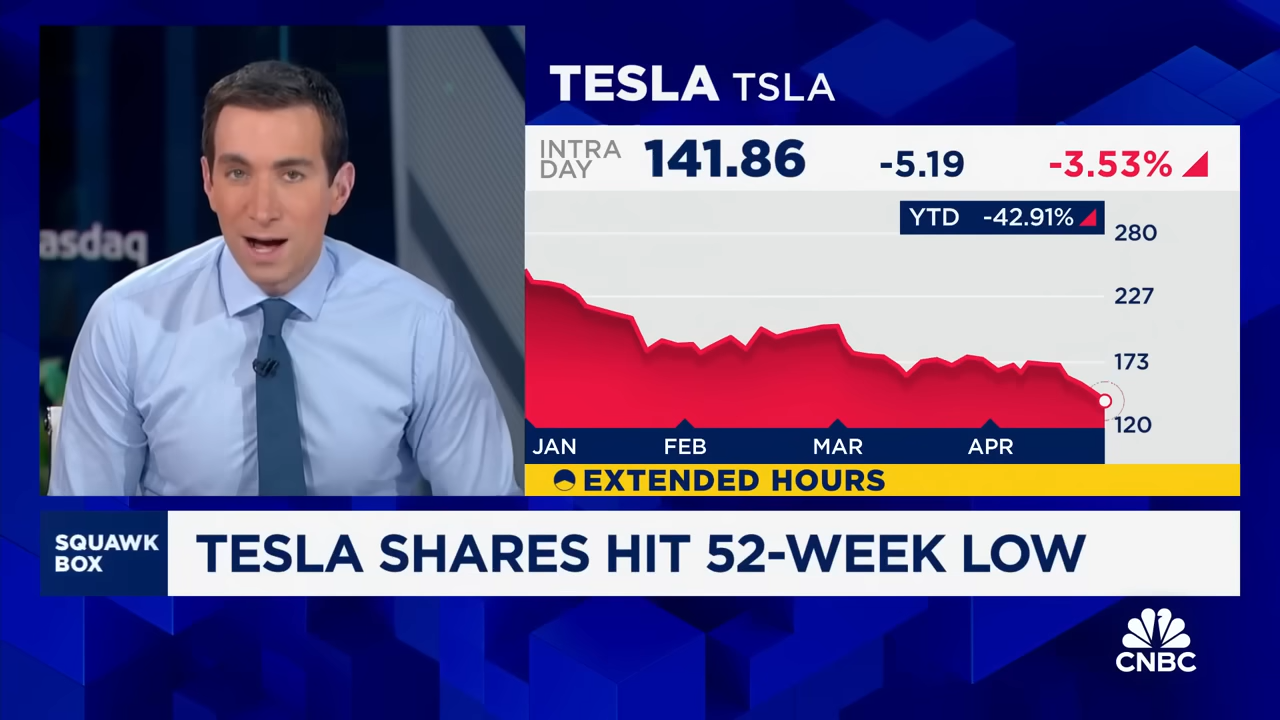 asdaq
TESLA TSLA
INTRA
DAY
141.86 -5.19 -3.53%
YTD -42.91%
280
227
173
120
JAN FEB MAR APR
EXTENDED HOURS
SQUAWK
BOX
TESLA SHARES HIT 52-WEEK LOW
CNBC